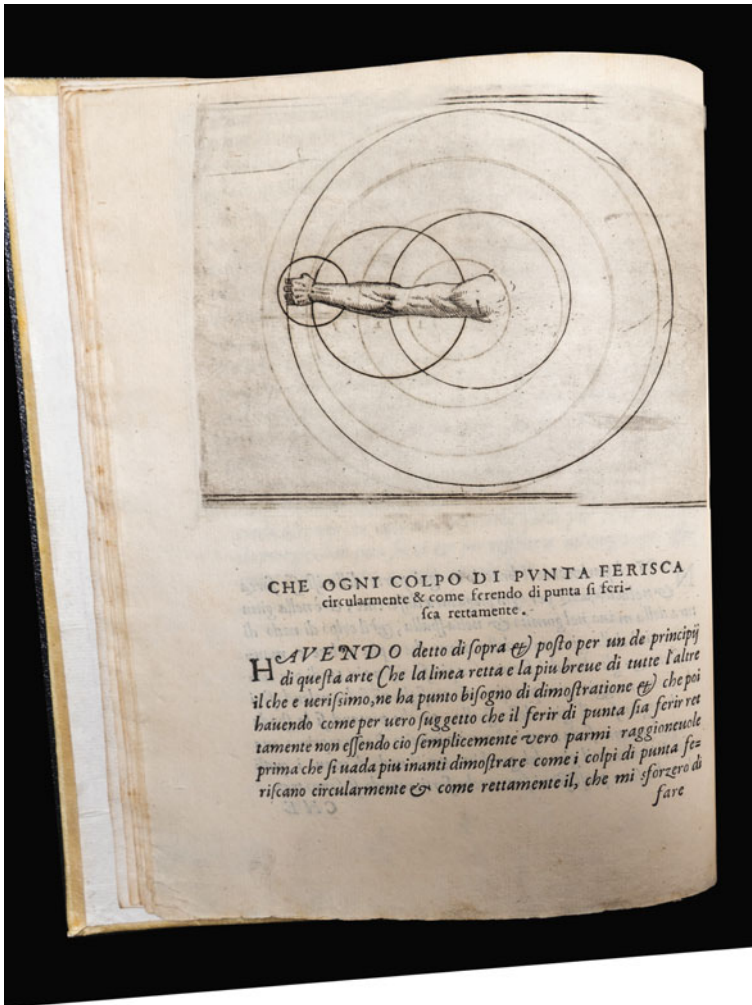 CHE OGNI COLPO DI PVNTA FERISCA
circularmente & come ferendo di punta si feri-
sca rettamente.
HAVENDO detto di sopra & posto per un de principij
di questa arte Che la linea retta e la piu breue di tutte l'altre
il che e uerissimo, ne ha punto bisogno di dimostratione & che poi
hauendo come per uero suggetto che il ferir di punta sia ferir ret
tamente non essendo cio semplicemente vero parmi raggioneuole
prima che si uada piu inanti dimostrare come i colpi di punta fe=
riscano circularmente & come rettamente il, che mi sforzero di
fare